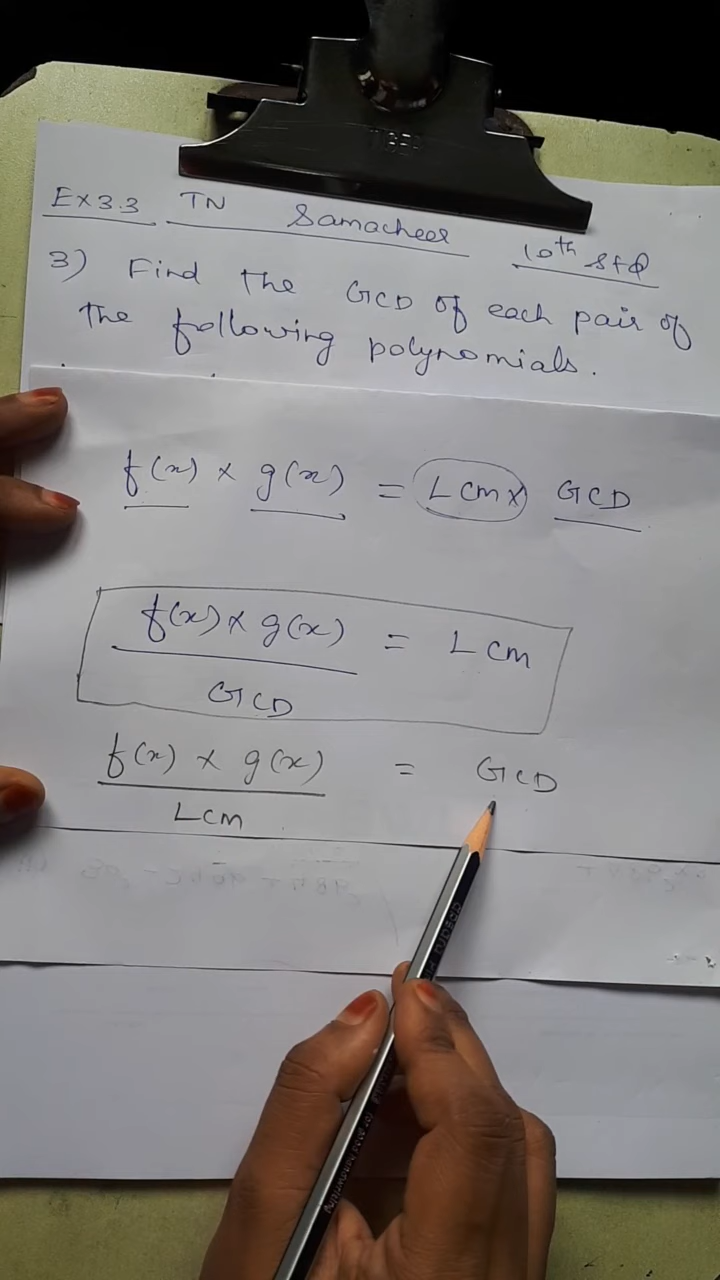 TIGER
Ex 3.3 TN Samacheer 10th Std
3) Find the GCD of each pair of
the following polynomials.
f(x) × g(x) = Lcm × GCD
f(x) × g(x) = Lcm
GCD
f(x) × g(x) = GCD
Lcm